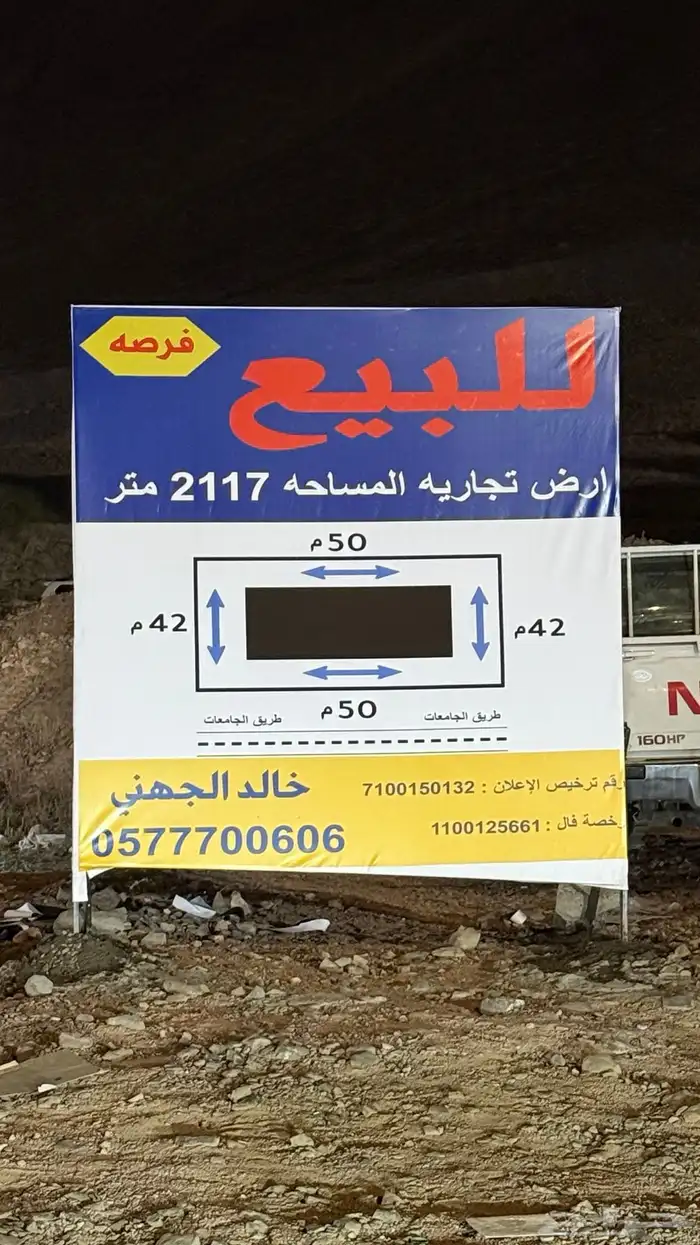 فرصه
للبيع
ارض تجاريه المساحه 2117 متر
50م
42م
42م
50م
طريق الجامعات
طريق الجامعات
خالد الجهني
0577700606
رقم ترخيص الإعلان : 7100150132
رخصة فال : 1100125661
N
160HP